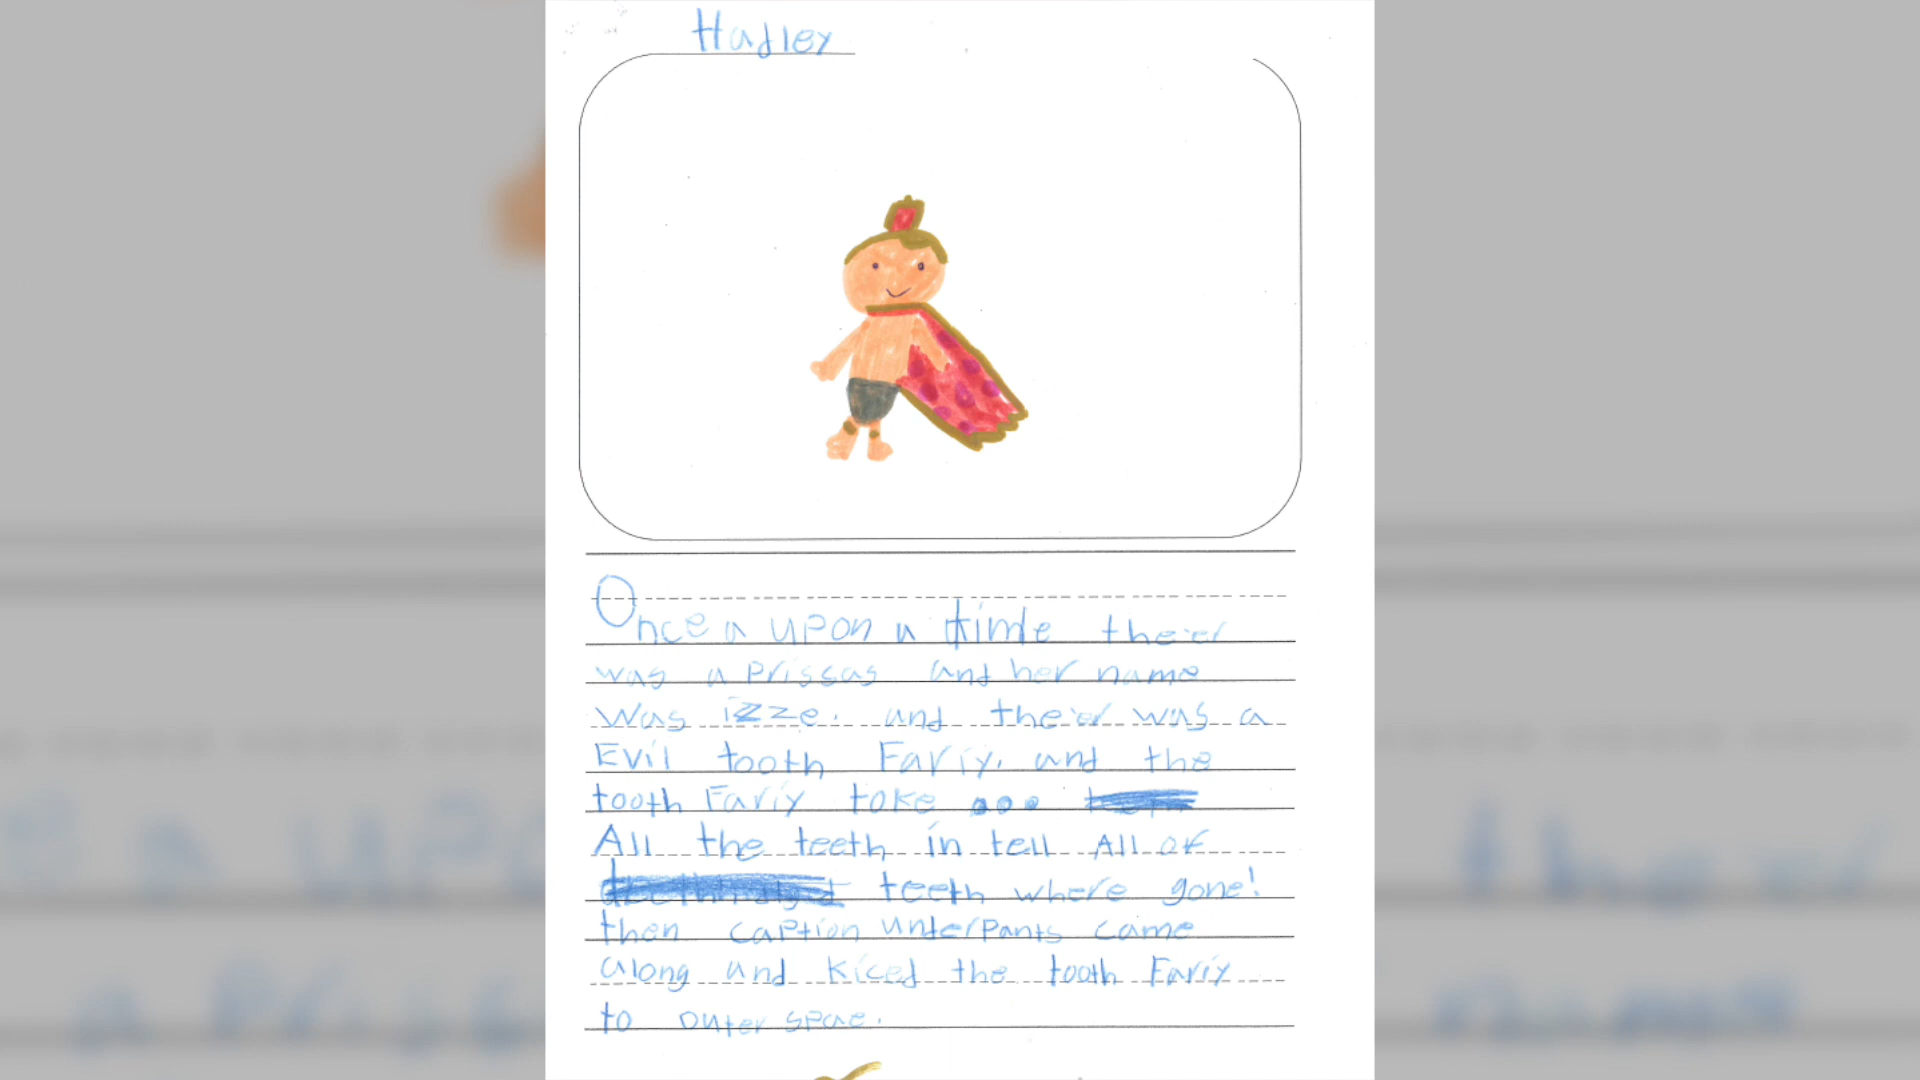 Hadley
Once a upon a time the'er
was a Prissas and her name
was izze. and the'er was a
Evil tooth Fariy. and the
tooth Fariy toke
All the teeth in tell All of
teeth where gone!
then caption underpants came
along and kiced the tooth Fariy
to outer spae.